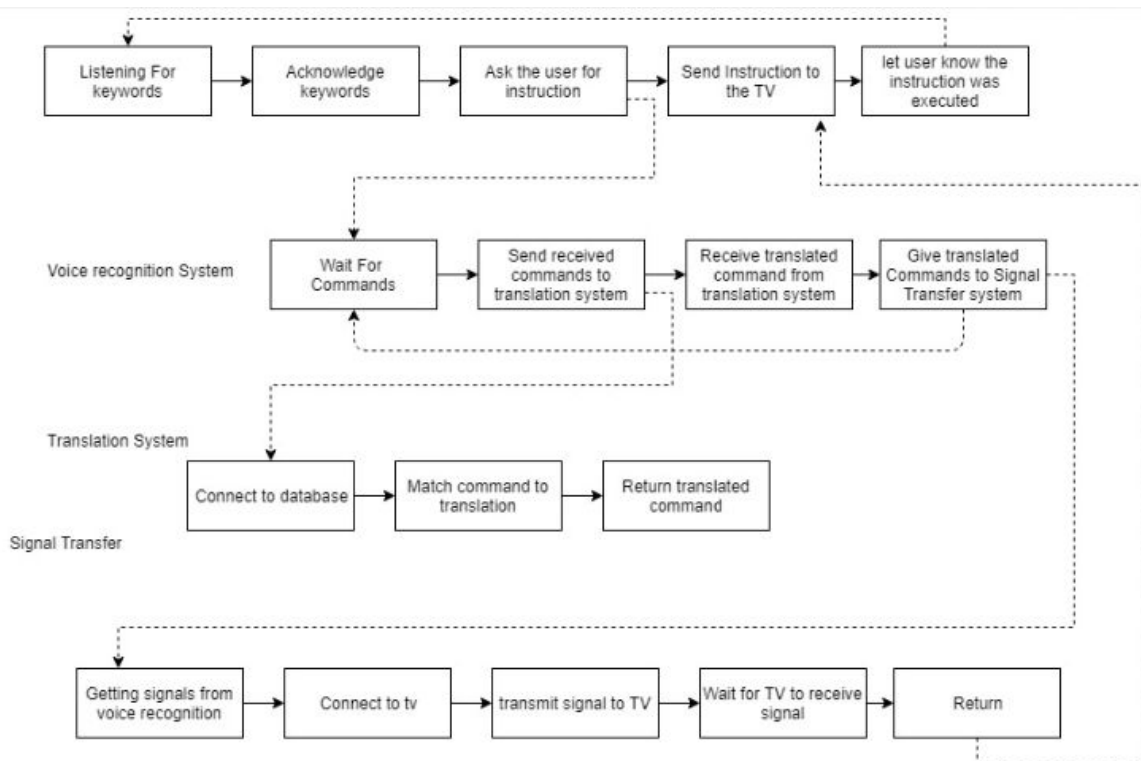 Listening For
keywords
Acknowledge
keywords
Ask the user for
instruction
Send Instruction to
the TV
let user know the
instruction was
executed
Voice recognition System
Wait For
Commands
Send received
commands to
translation system
Receive translated
command from
translation system
Give translated
Commands to Signal
Transfer system
Translation System
Connect to database
Match command to
translation
Return translated
command
Signal Transfer
Getting signals from
voice recognition
Connect to tv
transmit signal to TV
Wait for TV to receive
signal
Return